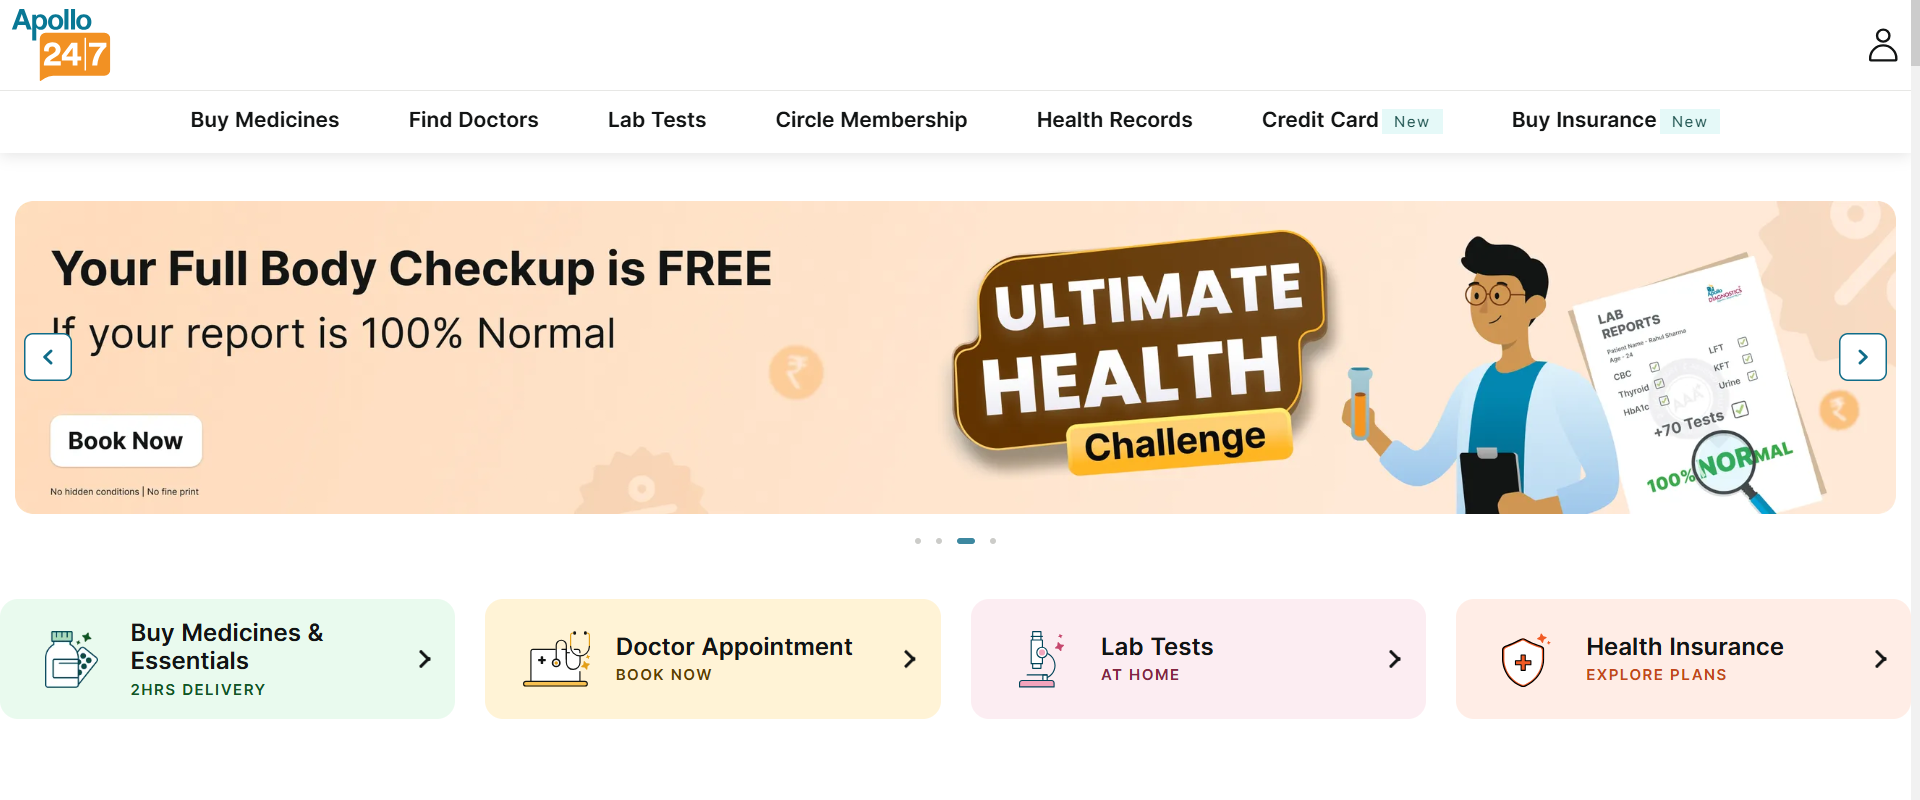 Apollo
24|7
Buy Medicines
Find Doctors
Lab Tests
Circle Membership
Health Records
Credit Card New
Buy Insurance New
Your Full Body Checkup is FREE
If your report is 100% Normal
Book Now
No hidden conditions | No fine print
ULTIMATE
HEALTH
Challenge
LAB
REPORTS
Patient Name - Rahul Sharma
Age - 24
CBC
Thyroid
HbA1c
LFT
KFT
Urine
+70 Tests
100% NORMAL
Apollo
DIAGNOSTICS
AAA
Buy Medicines &
Essentials
2HRS DELIVERY
Doctor Appointment
BOOK NOW
Lab Tests
AT HOME
Health Insurance
EXPLORE PLANS